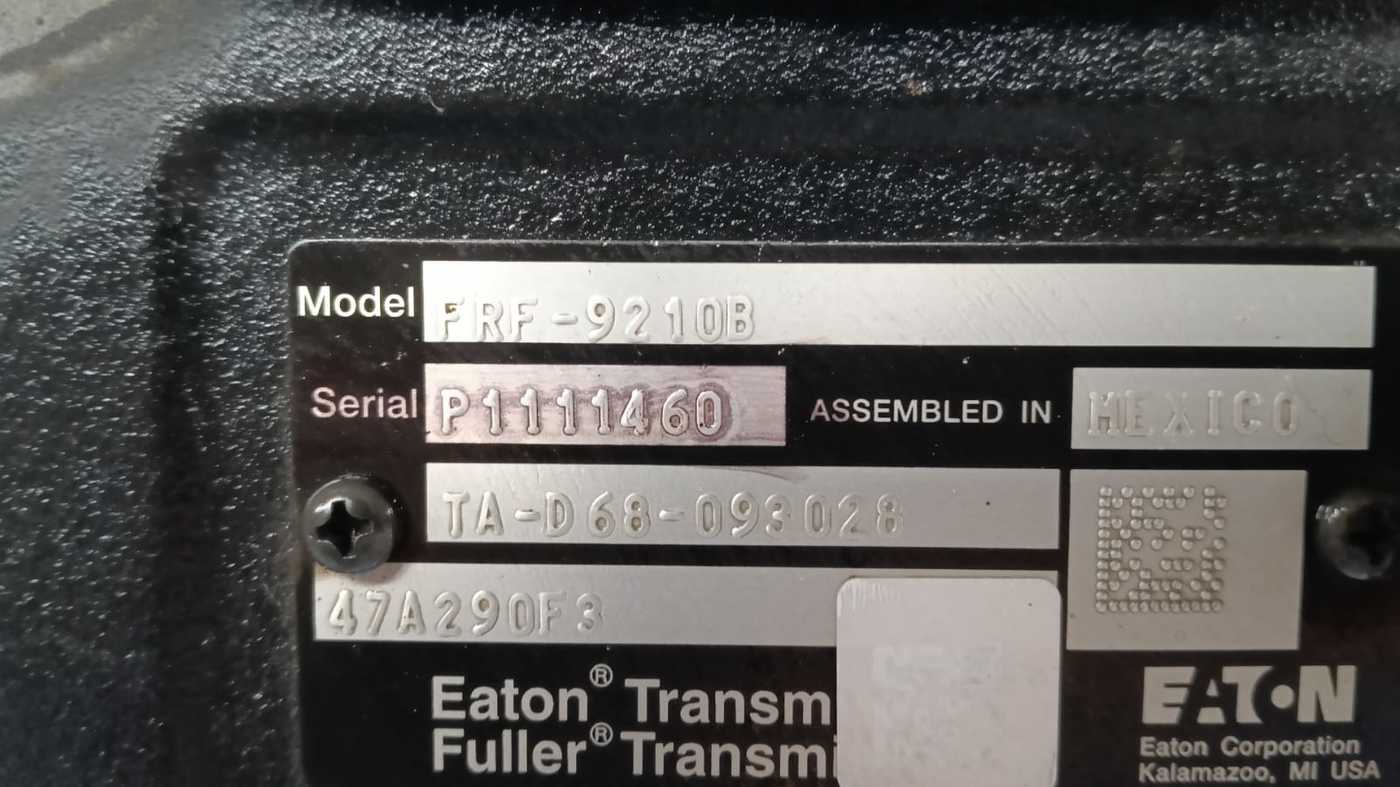 Model FRF-9210B
Serial P1111460 ASSEMBLED IN MEXICO
TA-D68-093028
47A290F3
Eaton® Transm
Fuller® Transmi
EATON
Eaton Corporation
Kalamazoo, MI USA